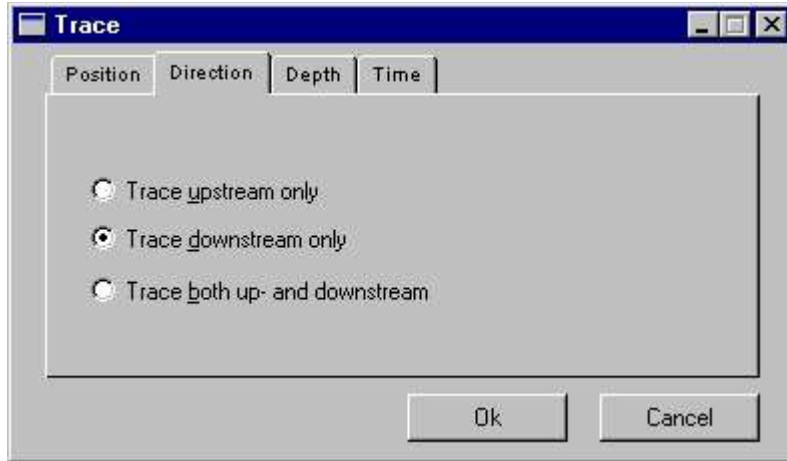 Trace
Position Direction Depth Time
Trace upstream only
Trace downstream only
Trace both up- and downstream
Ok Cancel